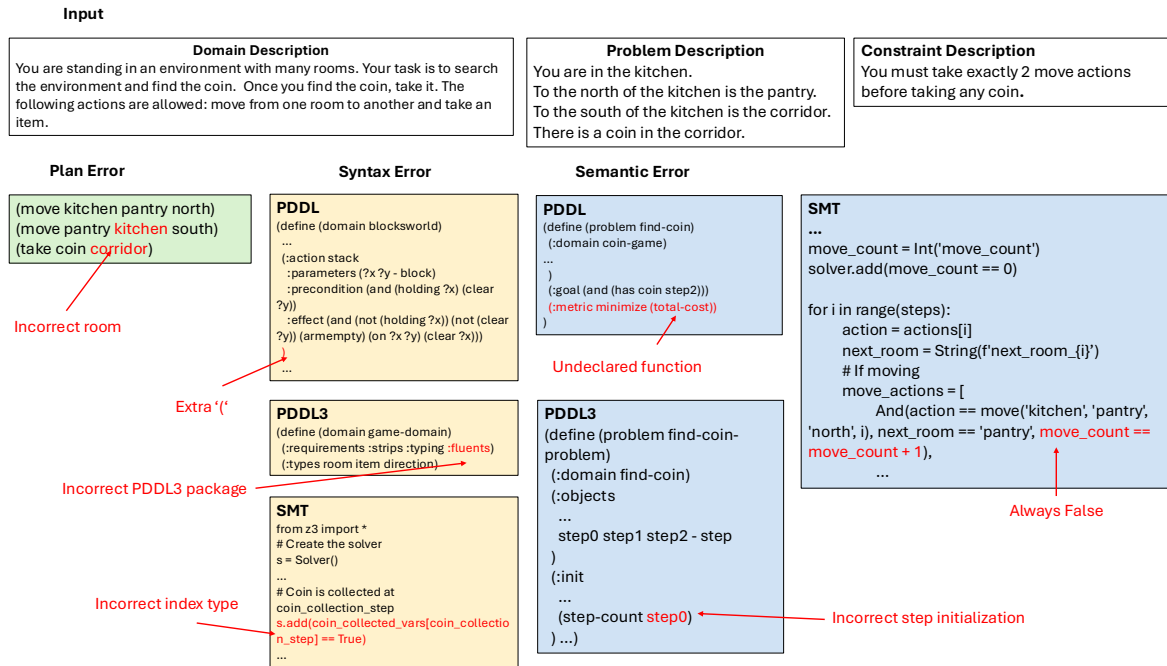 Input
Domain Description
You are standing in an environment with many rooms. Your task is to search
the environment and find the coin. Once you find the coin, take it. The
following actions are allowed: move from one room to another and take an
item.
Problem Description
You are in the kitchen.
To the north of the kitchen is the pantry.
To the south of the kitchen is the corridor.
There is a coin in the corridor.
Constraint Description
You must take exactly 2 move actions
before taking any coin.
Plan Error
(move kitchen pantry north)
(move pantry kitchen south)
(take coin corridor)
Incorrect room
Syntax Error
PDDL
(define (domain blocksworld)
...
(:action stack
:parameters (?x ?y - block)
:precondition (and (holding ?x) (clear
?y))
:effect (and (not (holding ?x)) (not (clear
?y)) (armempty) (on ?x ?y) (clear ?x)))
)
...
Extra ‘(‘
PDDL3
(define (domain game-domain)
(:requirements :strips :typing :fluents)
(:types room item direction)
Incorrect PDDL3 package
SMT
from z3 import *
# Create the solver
s = Solver()
...
# Coin is collected at
coin_collection_step
s.add(coin_collected_vars[coin_collectio
n_step] == True)
...
Incorrect index type
Semantic Error
PDDL
(define (problem find-coin)
(:domain coin-game)
...
)
(:goal (and (has coin step2)))
(:metric minimize (total-cost))
)
Undeclared function
PDDL3
(define (problem find-coin-
problem)
(:domain find-coin)
(:objects
...
step0 step1 step2 - step
)
(:init
...
(step-count step0)
) ...)
Incorrect step initialization
SMT
...
move_count = Int('move_count')
solver.add(move_count == 0)
for i in range(steps):
action = actions[i]
next_room = String(f'next_room_{i}’)
# If moving
move_actions = [
And(action == move('kitchen', 'pantry',
'north', i), next_room == 'pantry', move_count ==
move_count + 1),
...
Always False